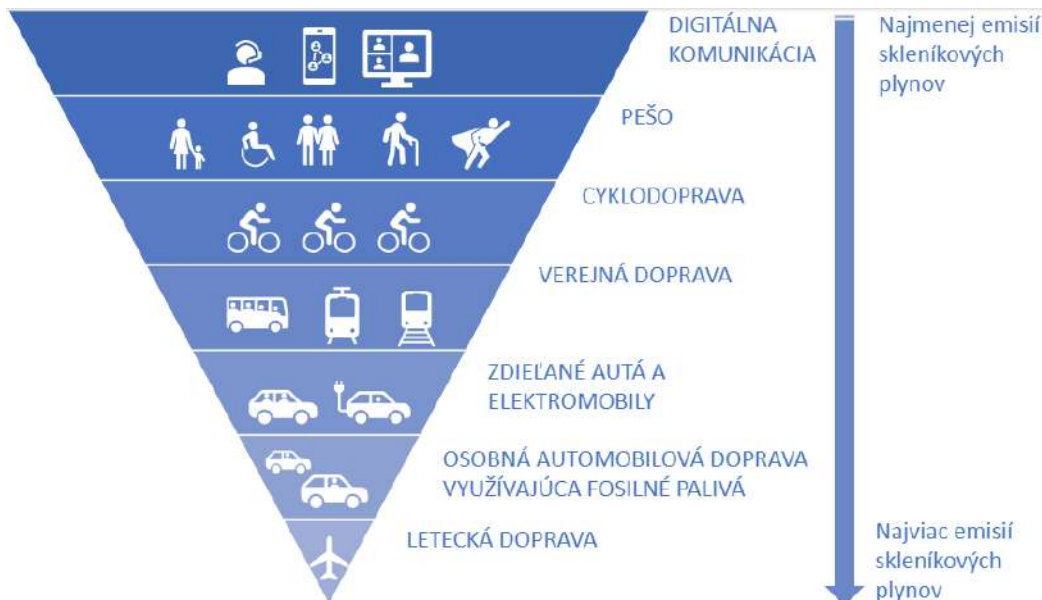 DIGITÁLNA
KOMUNIKÁCIA
Najmenej emisií
skleníkových
plynov
PEŠO
CYKLODOPRAVA
VEREJNÁ DOPRAVA
ZDIEĽANÉ AUTÁ A
ELEKTROMOBILY
OSOBNÁ AUTOMOBILOVÁ DOPRAVA
VYUŽÍVAJÚCA FOSILNÉ PALIVÁ
LETECKÁ DOPRAVA
Najviac emisií
skleníkových
plynov